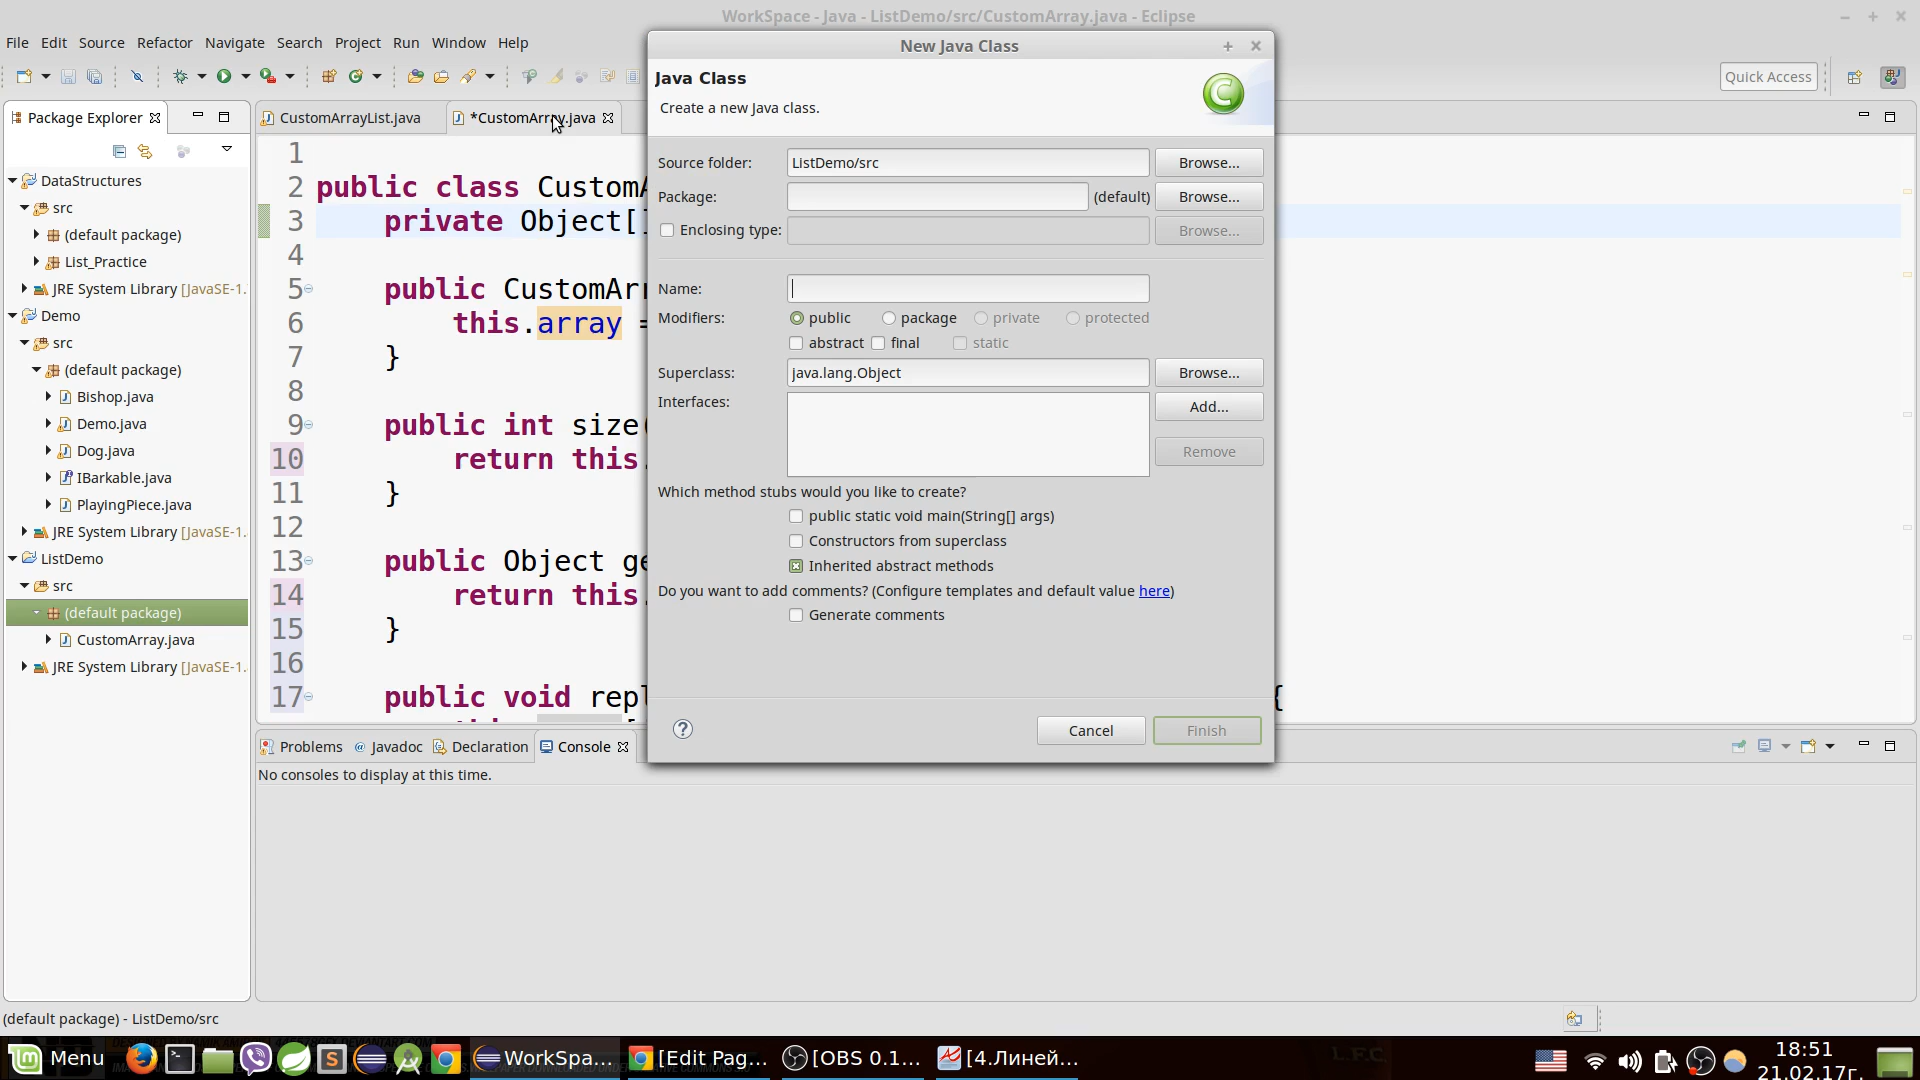 WorkSpace - Java - ListDemo/src/CustomArray.java - Eclipse
File Edit Source Refactor Navigate Search Project Run Window Help
Quick Access
Package Explorer
DataStructures
src
(default package)
List_Practice
JRE System Library [JavaSE-1.
Demo
src
(default package)
Bishop.java
Demo.java
Dog.java
IBarkable.java
PlayingPiece.java
JRE System Library [JavaSE-1.
ListDemo
src
(default package)
CustomArray.java
JRE System Library [JavaSE-1.
CustomArrayList.java *CustomArray.java
1
2 public class CustomA
3 private Object[]
4
5 public CustomArr
6 this.array =
7 }
8
9 public int size(
10 return this.
11 }
12
13 public Object ge
14 return this.
15 }
16
17 public void repl {
New Java Class
Java Class
Create a new Java class.
Source folder: ListDemo/src Browse...
Package: (default) Browse...
Enclosing type: Browse...
Name:
Modifiers: public package private protected
abstract final static
Superclass: java.lang.Object Browse...
Interfaces: Add...
Remove
Which method stubs would you like to create?
public static void main(String[] args)
Constructors from superclass
Inherited abstract methods
Do you want to add comments? (Configure templates and default value here)
Generate comments
Cancel Finish
Problems Javadoc Declaration Console
No consoles to display at this time.
(default package) - ListDemo/src
Menu WorkSpa... [Edit Pag... [OBS 0.1... [4.Линей...
18:51
21.02.17г.